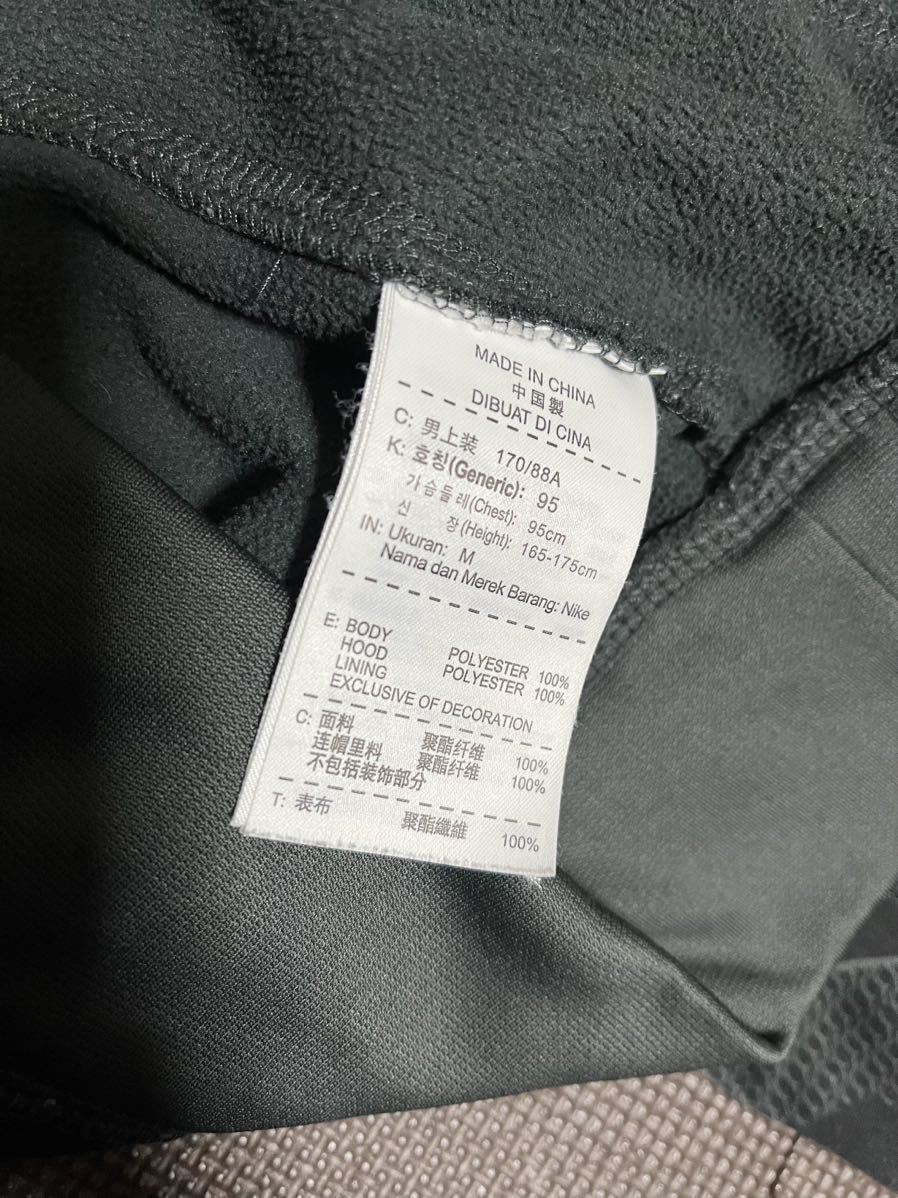 MADE IN CHINA
中国製
DIBUAT DI CINA
C: 男上装 170/88A
K: 호칭(Generic): 95
가슴둘레(Chest): 95cm
신 장(Height): 165-175cm
IN: Ukuran: M
Nama dan Merek Barang: Nike
E: BODY POLYESTER 100%
HOOD LINING POLYESTER 100%
EXCLUSIVE OF DECORATION
C: 面料 聚酯纤维 100%
连帽里料 聚酯纤维 100%
不包括装饰部分
T: 表布 聚酯纖維 100%